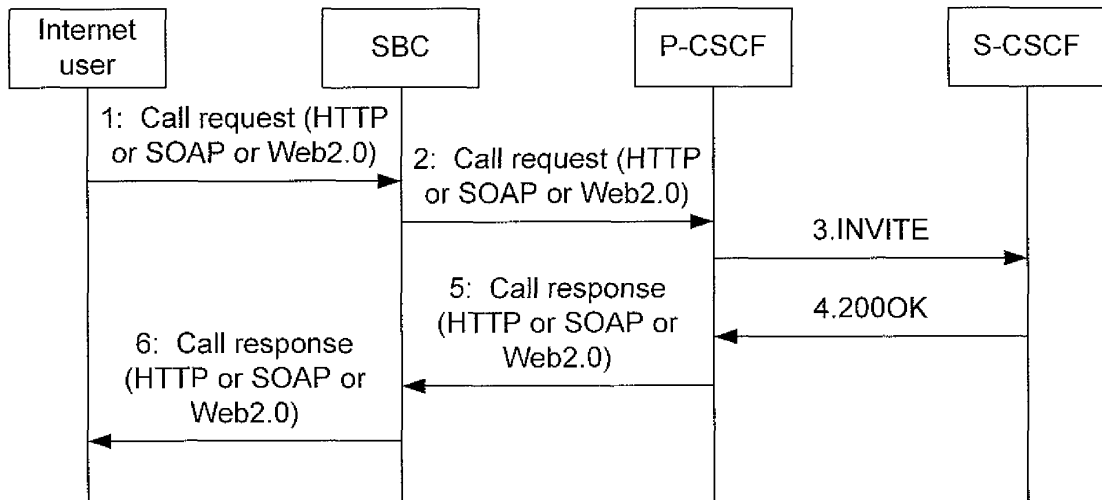 Internet
user
SBC
P-CSCF
S-CSCF
1: Call request (HTTP
or SOAP or Web2.0)
2: Call request (HTTP
or SOAP or Web2.0)
3.INVITE
4.200OK
5: Call response
(HTTP or SOAP or
Web2.0)
6: Call response
(HTTP or SOAP or
Web2.0)